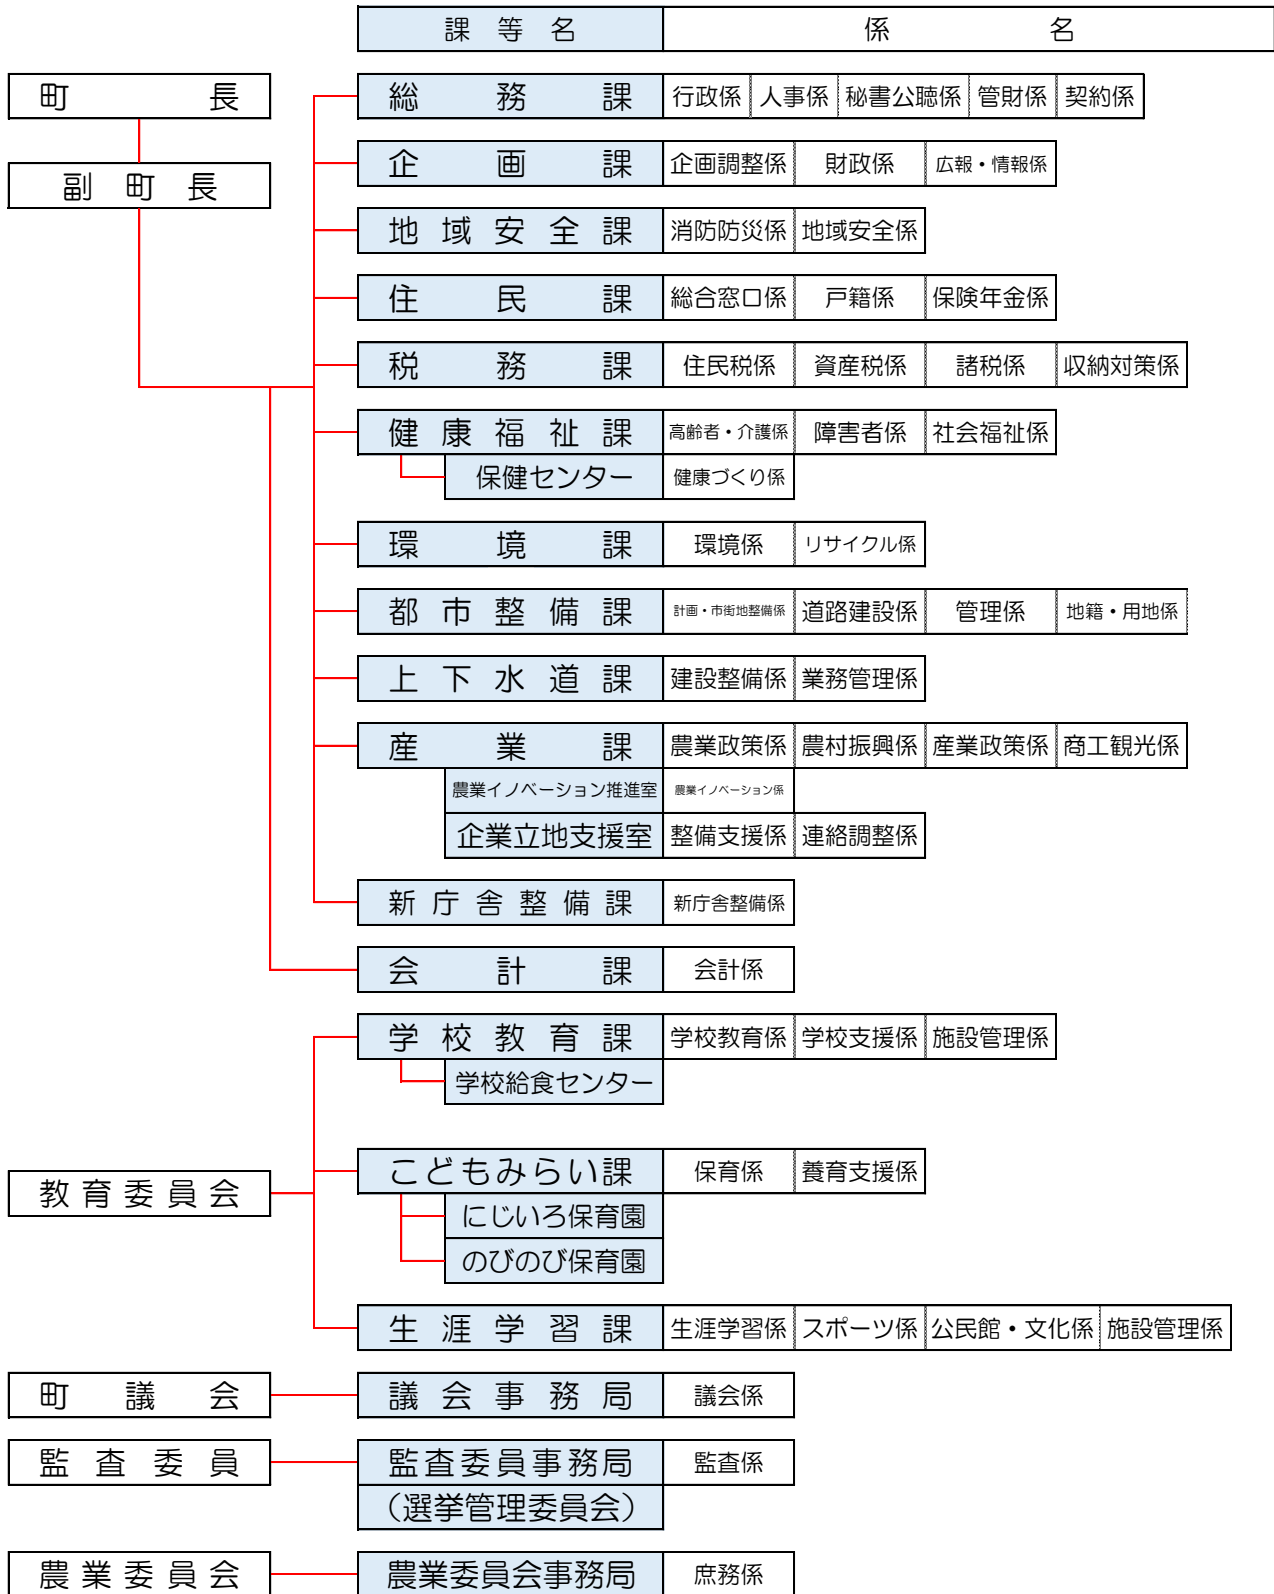 課等名 係名
町長 総務課 行政係 人事係 秘書公聴係 管財係 契約係
企画課 企画調整係 財政係 広報・情報係
副町長
地域安全課 消防防災係 地域安全係
住民課 総合窓口係 戸籍係 保険年金係
税務課 住民税係 資産税係 諸税係 収納対策係
健康福祉課 高齢者・介護係 障害者係 社会福祉係
保健センター 健康づくり係
環境課 環境係 リサイクル係
都市整備課 計画・市街地整備係 道路建設係 管理係 地籍・用地係
上下水道課 建設整備係 業務管理係
産業課 農業政策係 農村振興係 産業政策係 商工観光係
農業イノベーション推進室 農業イノベーション係
企業立地支援室 整備支援係 連絡調整係
新庁舎整備課 新庁舎整備係
会計課 会計係
学校教育課 学校教育係 学校支援係 施設管理係
学校給食センター
こどもみらい課 保育係 養育支援係
教育委員会
にじいろ保育園
のびのび保育園
生涯学習課 生涯学習係 スポーツ係 公民館・文化係 施設管理係
町議会 議会事務局 議会係
監査委員 監査委員事務局 監査係
（選挙管理委員会）
農業委員会 農業委員会事務局 庶務係